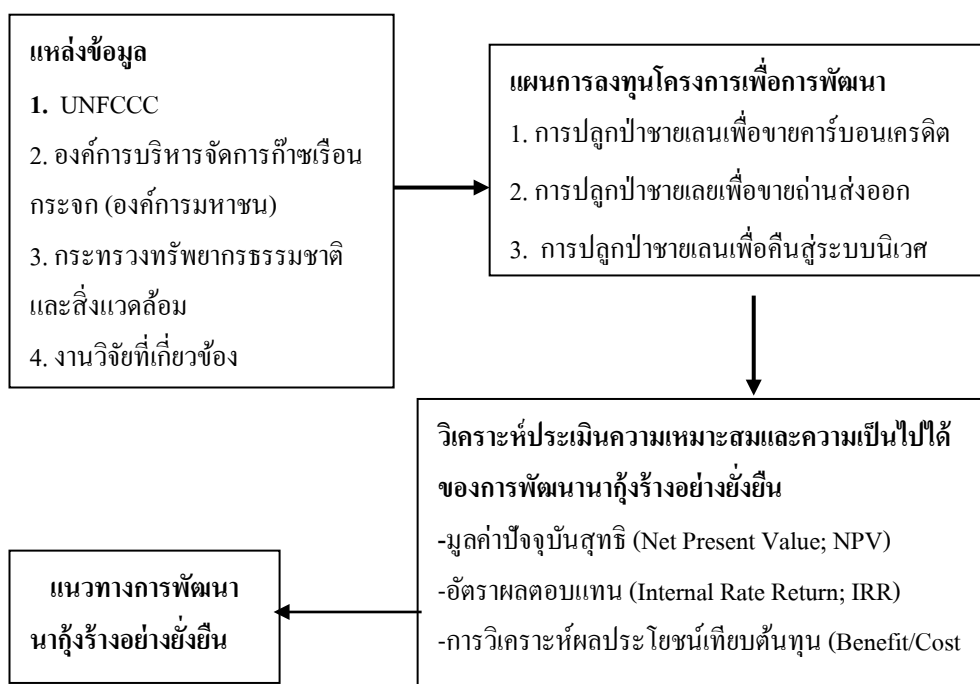 แหล่งข้อมูล
1. UNFCCC
2. องค์การบริหารจัดการก๊าซเรือน
กระจก (องค์การมหาชน)
3. กระทรวงทรัพยากรธรรมชาติ
และสิ่งแวดล้อม
4. งานวิจัยที่เกี่ยวข้อง
แผนการลงทุนโครงการเพื่อการพัฒนา
1. การปลูกป่าชายเลนเพื่อขายคาร์บอนเครดิต
2. การปลูกป่าชายเลยเพื่อขายถ่านส่งออก
3. การปลูกป่าชายเลนเพื่อคืนสู่ระบบนิเวศ
วิเคราะห์ประเมินความเหมาะสมและความเป็นไปได้
ของการพัฒนานากุ้งร้างอย่างยั่งยืน
-มูลค่าปัจจุบันสุทธิ (Net Present Value; NPV)
-อัตราผลตอบแทน (Internal Rate Return; IRR)
-การวิเคราะห์ผลประโยชน์เทียบต้นทุน (Benefit/Cost
แนวทางการพัฒนา
นากุ้งร้างอย่างยั่งยืน